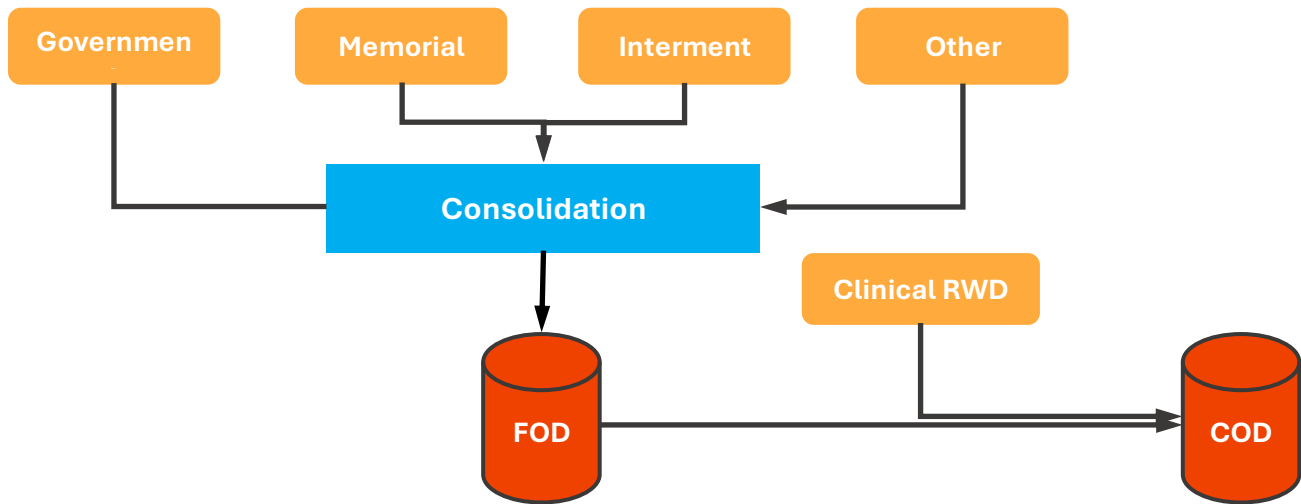 Governmen
Memorial
Interment
Other
Consolidation
Clinical RWD
FOD
COD